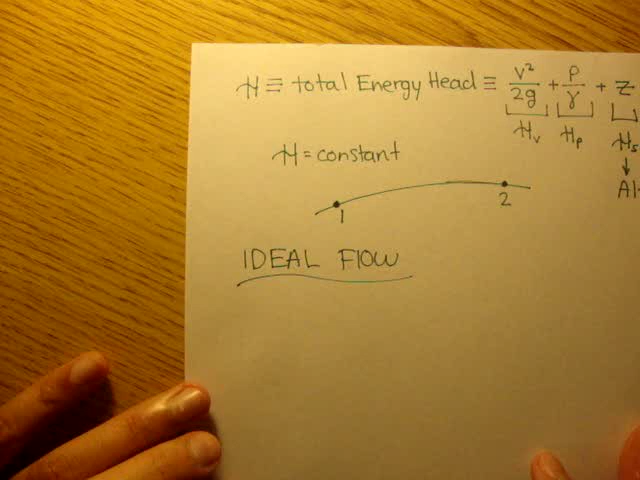 H ≡ total Energy Head ≡ V²/2g + P/γ + Z
Hv Hp Hs
↓
H = constant
1 2
IDEAL FLOW